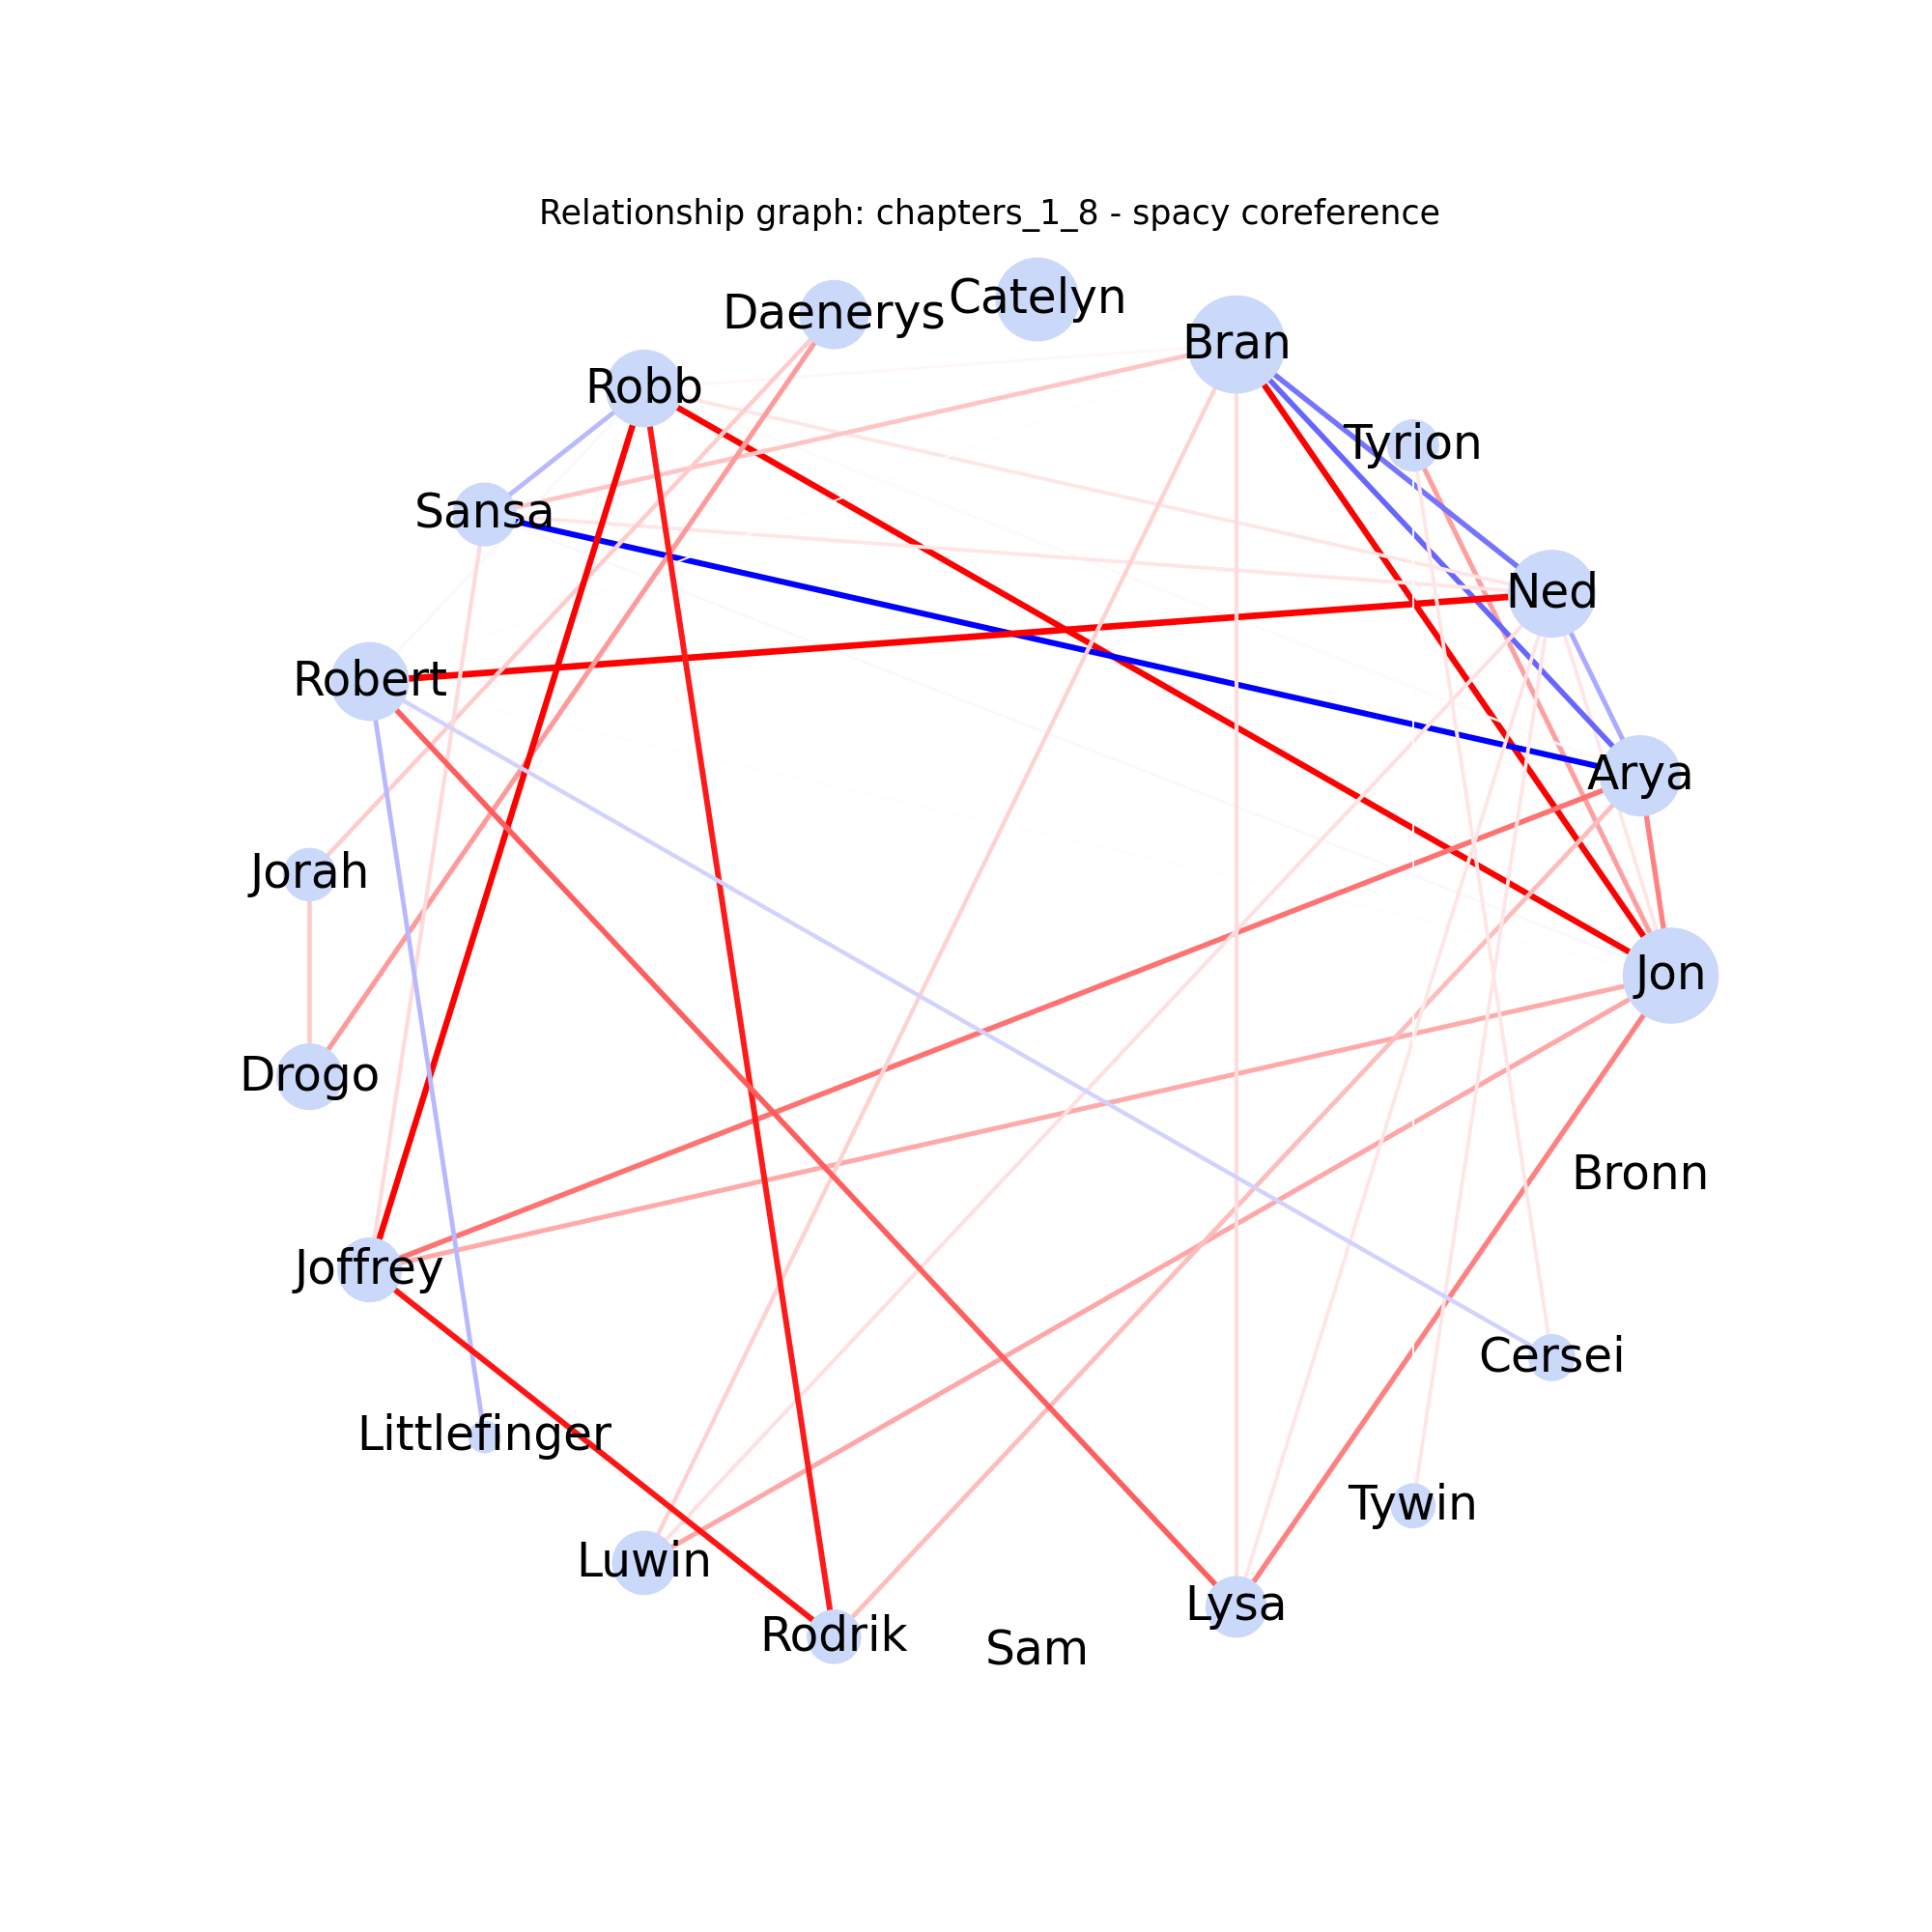 Relationship graph: chapters_1_8 - spacy coreference
Catelyn
Daenerys
Bran
Robb
Tyrion
Sansa
Ned
Robert
Arya
Jorah
Jon
Drogo
Bronn
Joffrey
Cersei
Littlefinger
Tywin
Luwin
Lysa
Rodrik
Sam